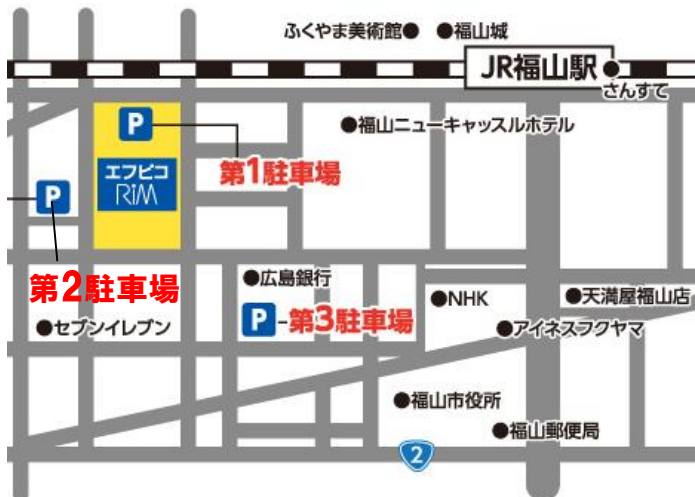 ふくやま美術館● ●福山城
JR福山駅●
さんすて
P
●福山ニューキャッスルホテル
エフピコ
RiM
第1駐車場
P
第2駐車場
●広島銀行
●NHK
●天満屋福山店
P
第3駐車場
●セブンイレブン
●アイネスフクヤマ
●福山市役所
●福山郵便局
2